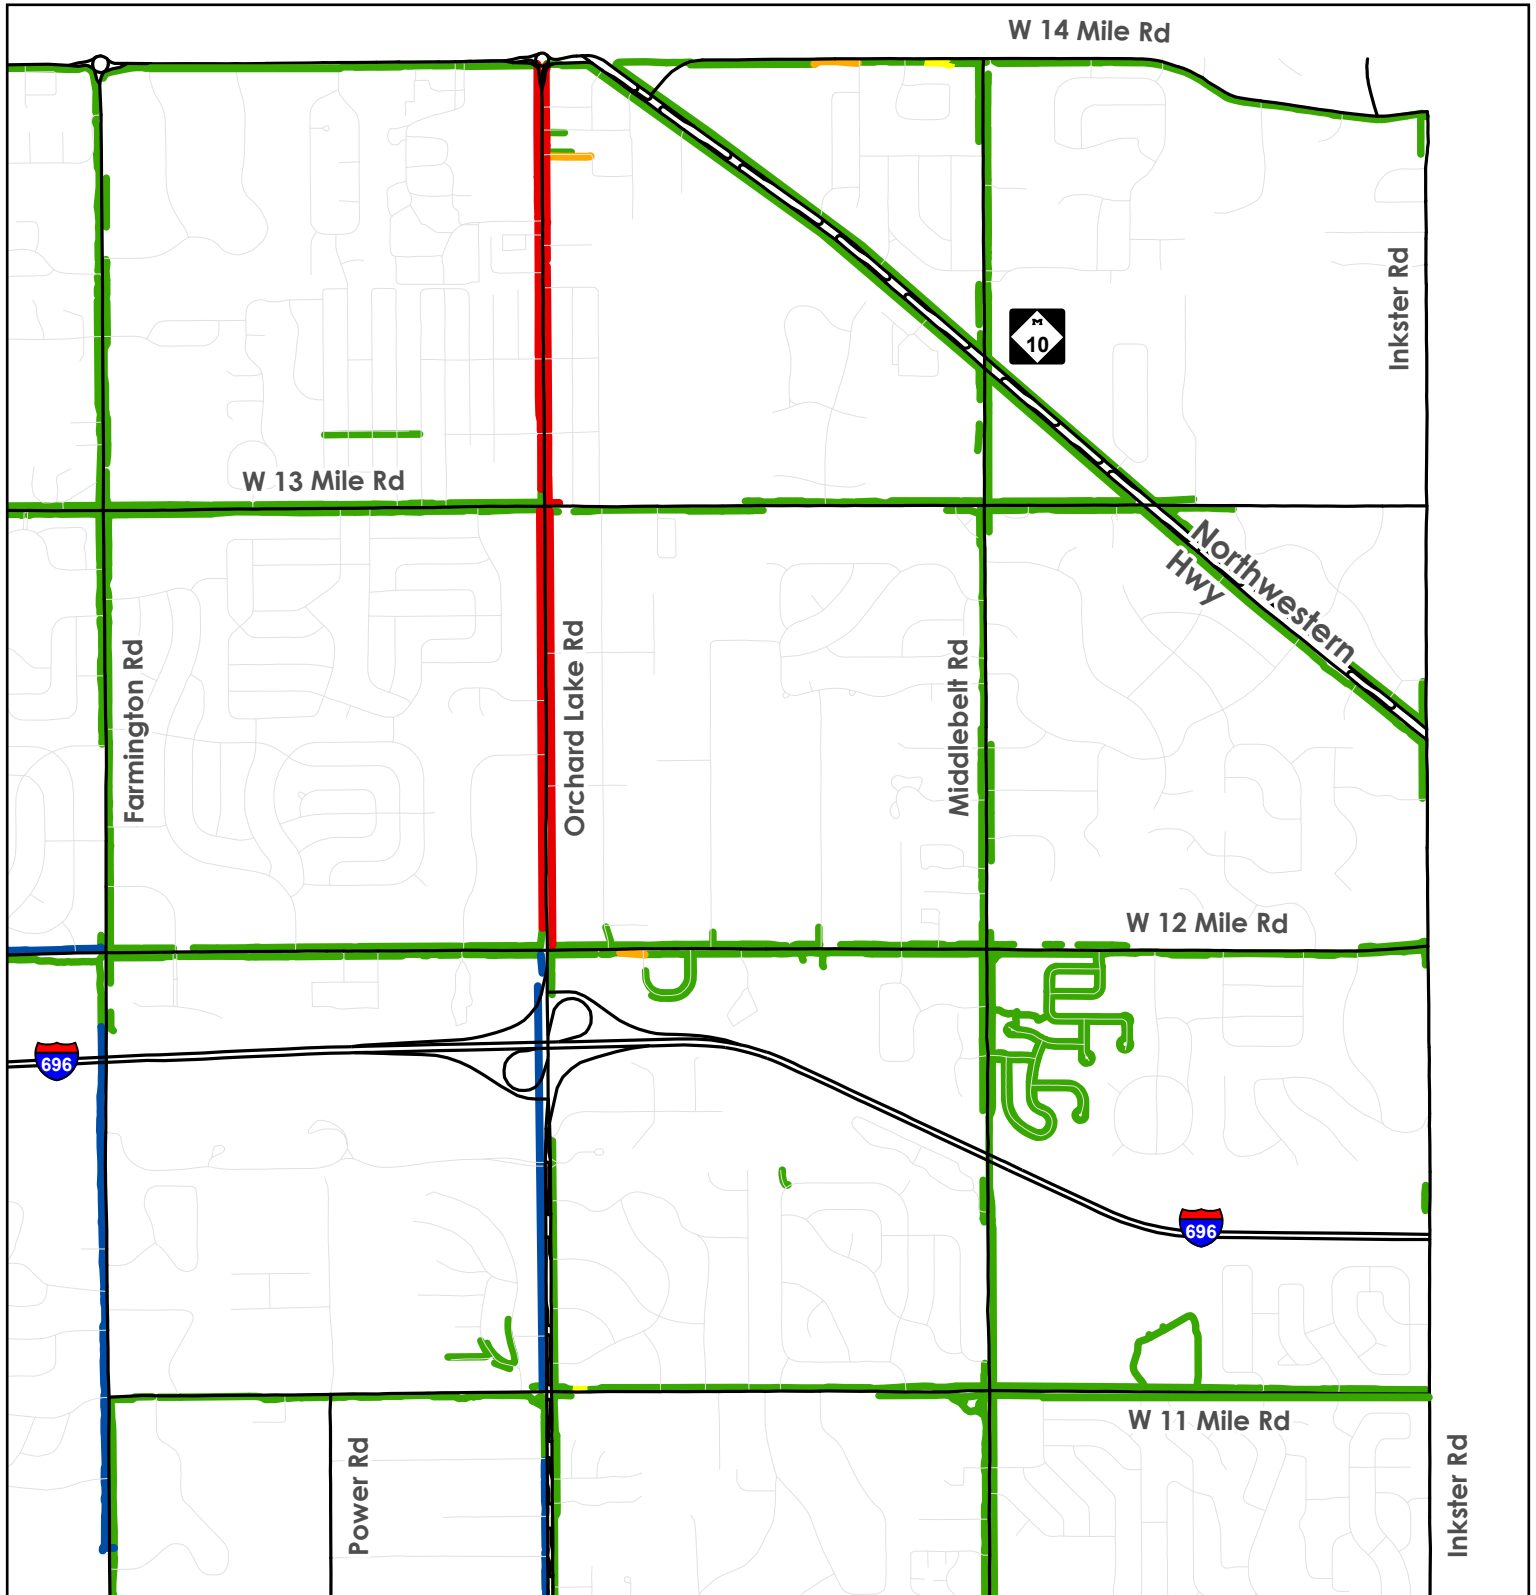 W 14 Mile Rd
Inkster Rd
M
10
W 13 Mile Rd
Northwestern
Hwy
Farmington Rd
Orchard Lake Rd
Middlebelt Rd
W 12 Mile Rd
696
696
W 11 Mile Rd
Power Rd
Inkster Rd